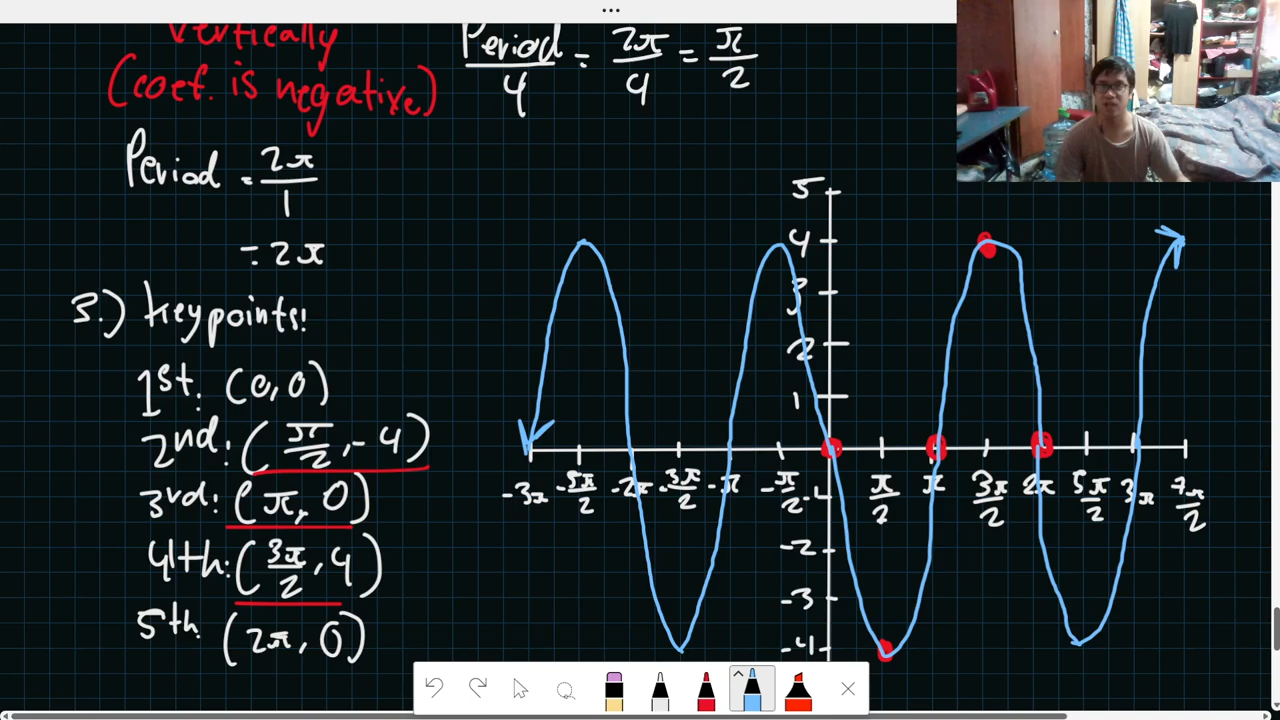 vertically
(coef. is negative)
Period = 2π/1
= 2π
Period/4 = 2π/4 = π/2
3.) keypoints!
1st: (0,0)
2nd: (π/2, -4)
3rd: (π, 0)
4th: (3π/2, 4)
5th: (2π, 0)
5
4
3
2
1
-3π -5π/2 -2π -3π/2 -π -π/2 π/2 π 3π/2 2π 5π/2 3π 7π/2
-1
-2
-3
-4